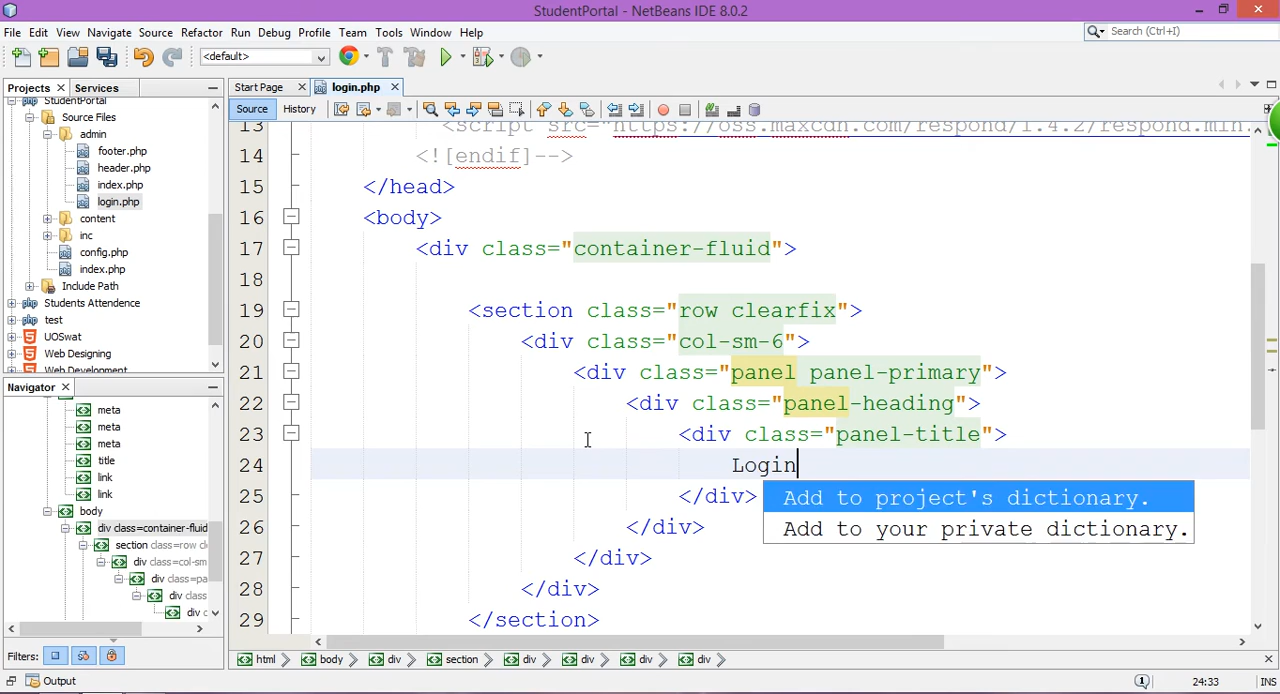 StudentPortal - NetBeans IDE 8.0.2
File Edit View Navigate Source Refactor Run Debug Profile Team Tools Window Help
Search (Ctrl+I)
<default>
Projects Services
Start Page login.php
Source History
StudentPortal
Source Files
admin
footer.php
header.php
index.php
login.php
content
inc
config.php
index.php
Include Path
Students Attendence
test
UOSwat
Web Designing
Web Development
Navigator
meta
meta
meta
title
link
link
body
div class=container-fluid
section class=row cle
div class=col-sm
div class=pa
div class
div c
Filters:
13 <script src="https://oss.maxcdn.com/respond/1.4.2/respond.min.
14 <![endif]-->
15 </head>
16 <body>
17 <div class="container-fluid">
18
19 <section class="row clearfix">
20 <div class="col-sm-6">
21 <div class="panel panel-primary">
22 <div class="panel-heading">
23 <div class="panel-title">
24 Login
25 </div>
26 </div>
27 </div>
28 </div>
29 </section>
Add to project's dictionary.
Add to your private dictionary.
html body div section div div div div
Output
1 24:33 INS